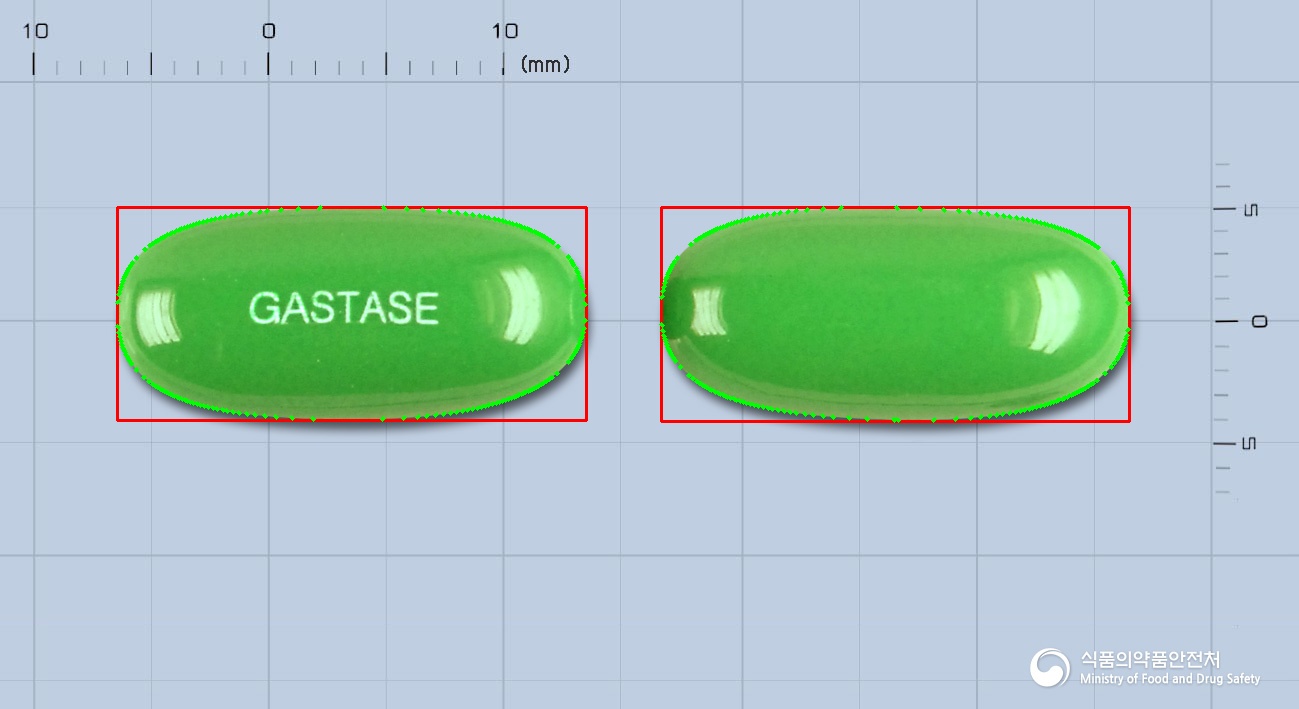 10 0 10
(mm)
GASTASE
5
0
5
식품의약품안전처
Ministry of Food and Drug Safety